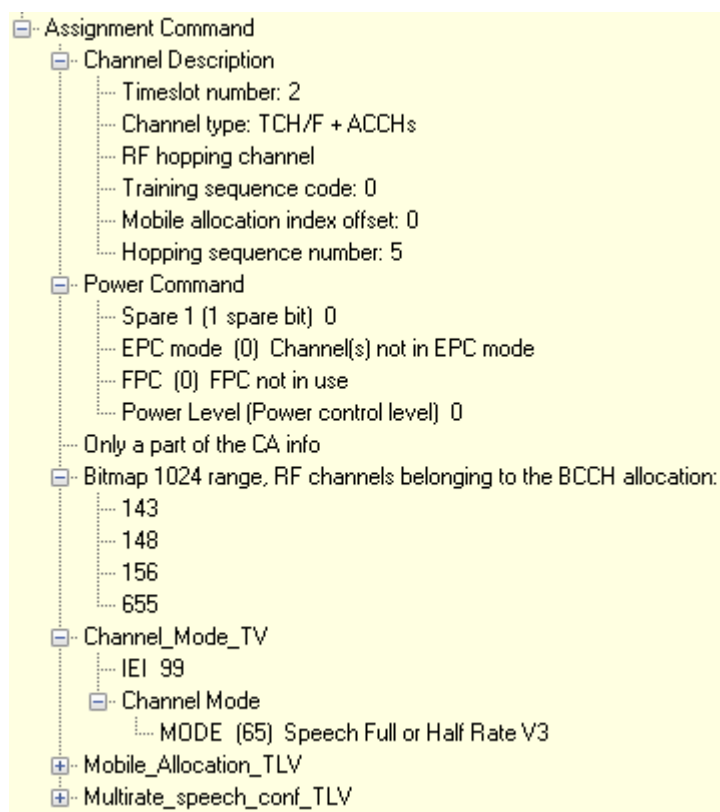 Assignment Command
Channel Description
Timeslot number: 2
Channel type: TCH/F + ACCHs
RF hopping channel
Training sequence code: 0
Mobile allocation index offset: 0
Hopping sequence number: 5
Power Command
Spare 1 (1 spare bit) 0
EPC mode (0) Channel(s) not in EPC mode
FPC (0) FPC not in use
Power Level (Power control level) 0
Only a part of the CA info
Bitmap 1024 range, RF channels belonging to the BCCH allocation:
143
148
156
655
Channel_Mode_TV
IEI 99
Channel Mode
MODE (65) Speech Full or Half Rate V3
Mobile_Allocation_TLV
Multirate_speech_conf_TLV